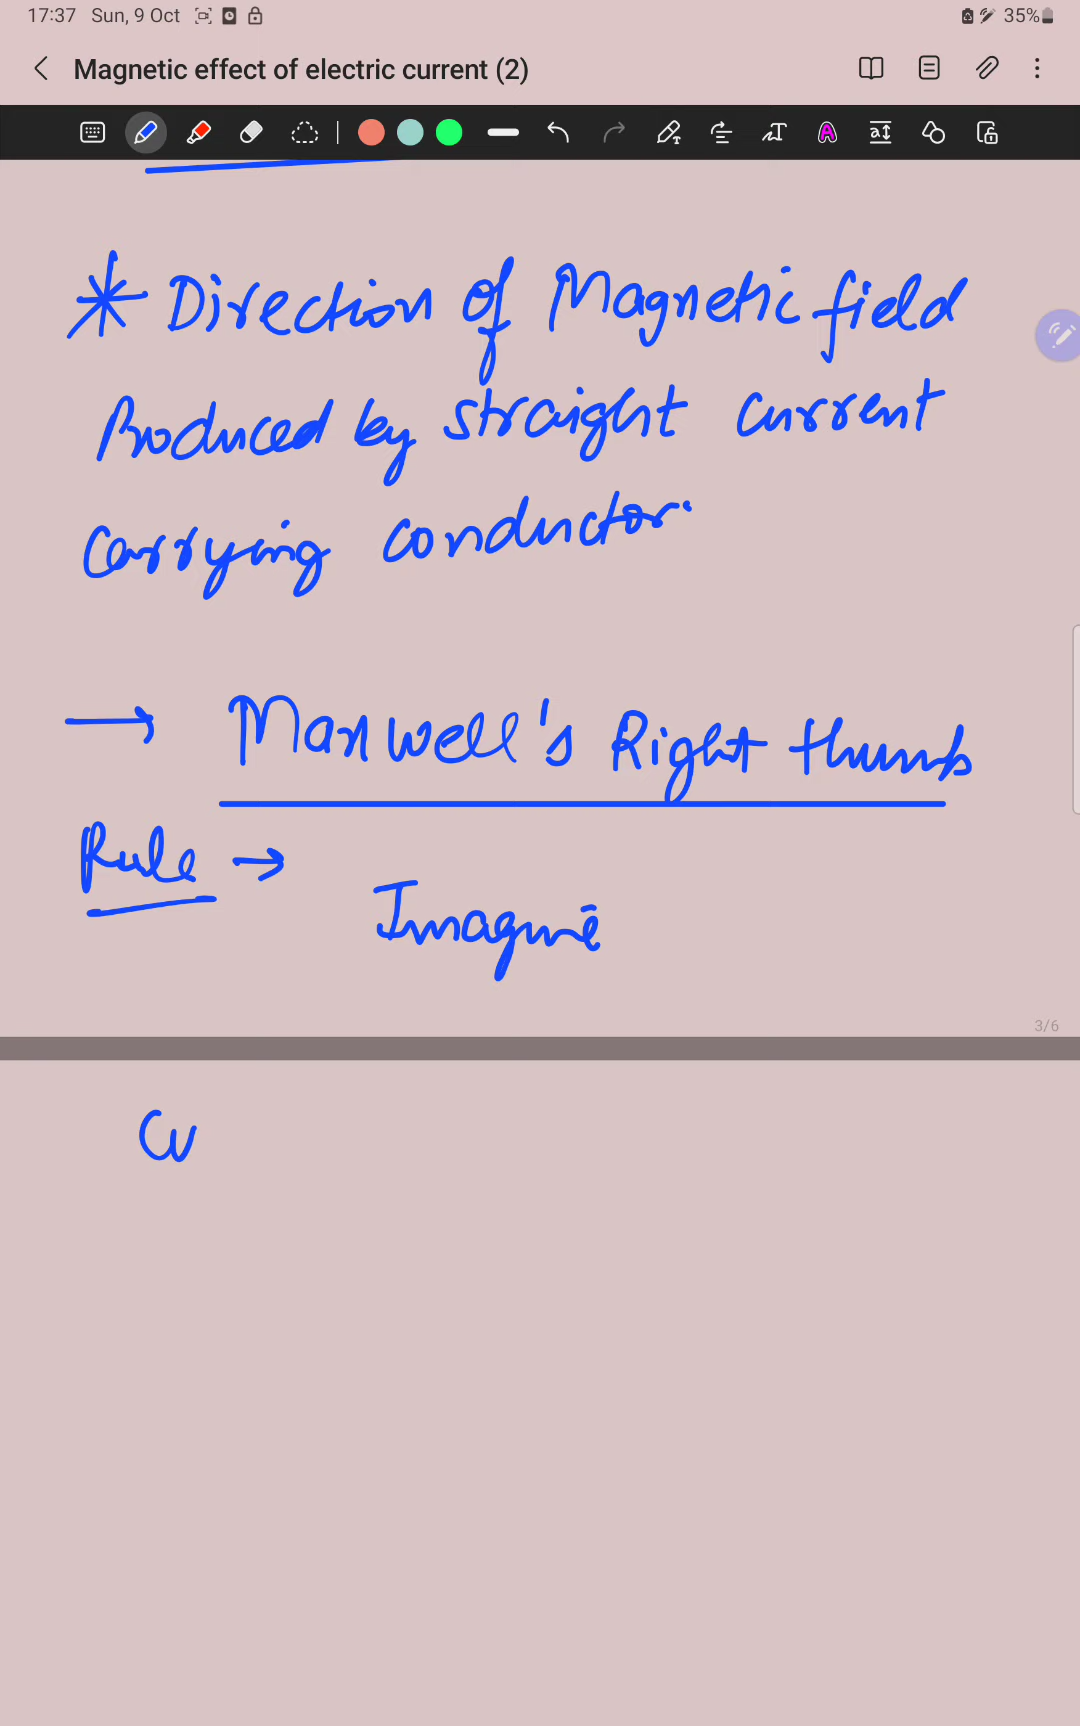 17:37 Sun, 9 Oct 35%
Magnetic effect of electric current (2)
* Direction of Magnetic field
Produced by straight current
carrying conductor.
→ Maxwell's Right thumb
Rule →
Imagine
3/6
Cu